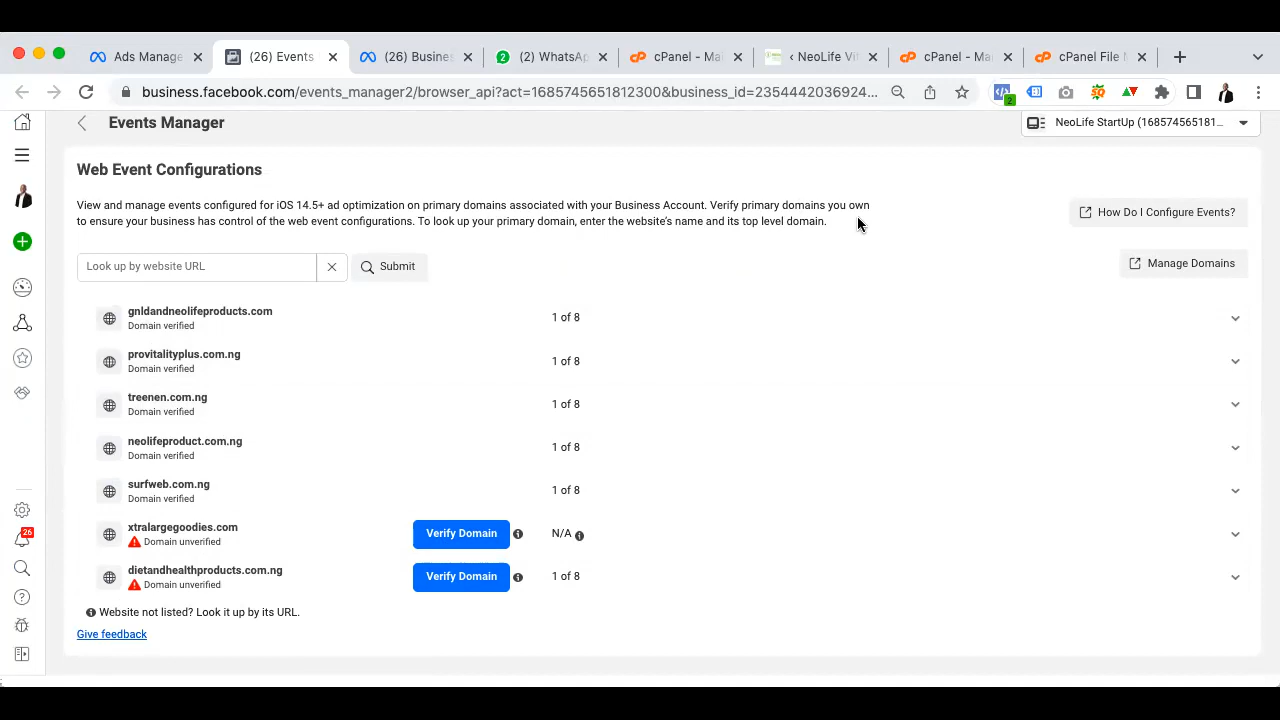 Ads Manage
(26) Events
(26) Busine
2
(2) WhatsA
cPanel - Ma
‹ NeoLife Vi
cPanel - Ma
cPanel File
business.facebook.com/events_manager2/browser_api?act=1685745651812300&business_id=2354442036924...
2
Events Manager
NeoLife StartUp (168574565181...
Web Event Configurations
View and manage events configured for iOS 14.5+ ad optimization on primary domains associated with your Business Account. Verify primary domains you own
to ensure your business has control of the web event configurations. To look up your primary domain, enter the website's name and its top level domain.
How Do I Configure Events?
Look up by website URL
Submit
Manage Domains
gnldandneolifeproducts.com
Domain verified
1 of 8
provitalityplus.com.ng
Domain verified
1 of 8
treenen.com.ng
Domain verified
1 of 8
neolifeproduct.com.ng
Domain verified
1 of 8
surfweb.com.ng
Domain verified
1 of 8
xtralargegoodies.com
Domain unverified
Verify Domain
N/A
26
dietandhealthproducts.com.ng
Domain unverified
Verify Domain
1 of 8
Website not listed? Look it up by its URL.
Give feedback